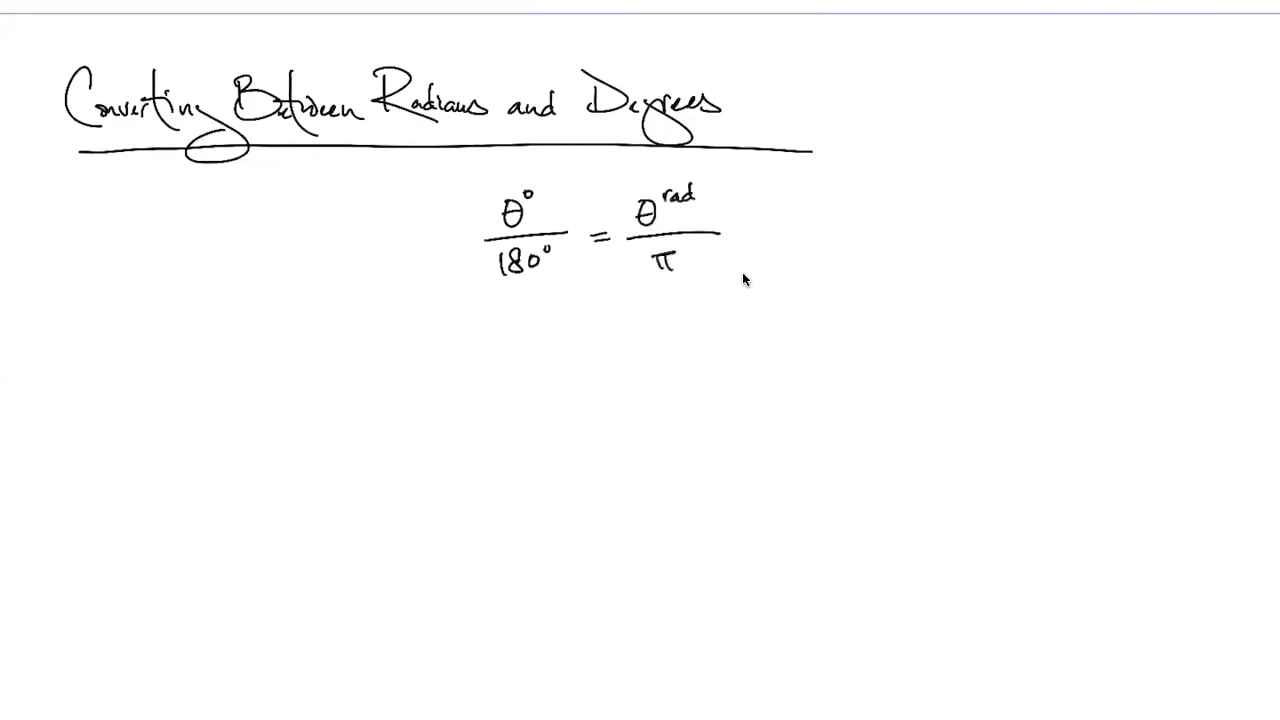 Converting Between Radians and Degrees
θ° / 180° = θ^rad / π